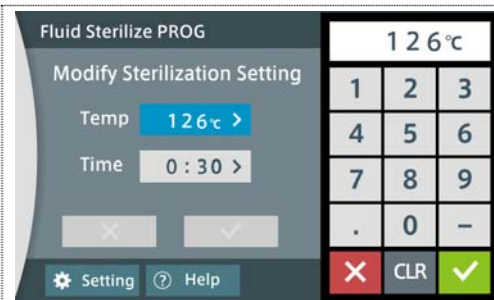 Fluid Sterilize PROG
Modify Sterilization Setting
Temp 126℃ >
Time 0:30 >
Setting ? Help
126℃
1 2 3
4 5 6
7 8 9
. 0 –
CLR